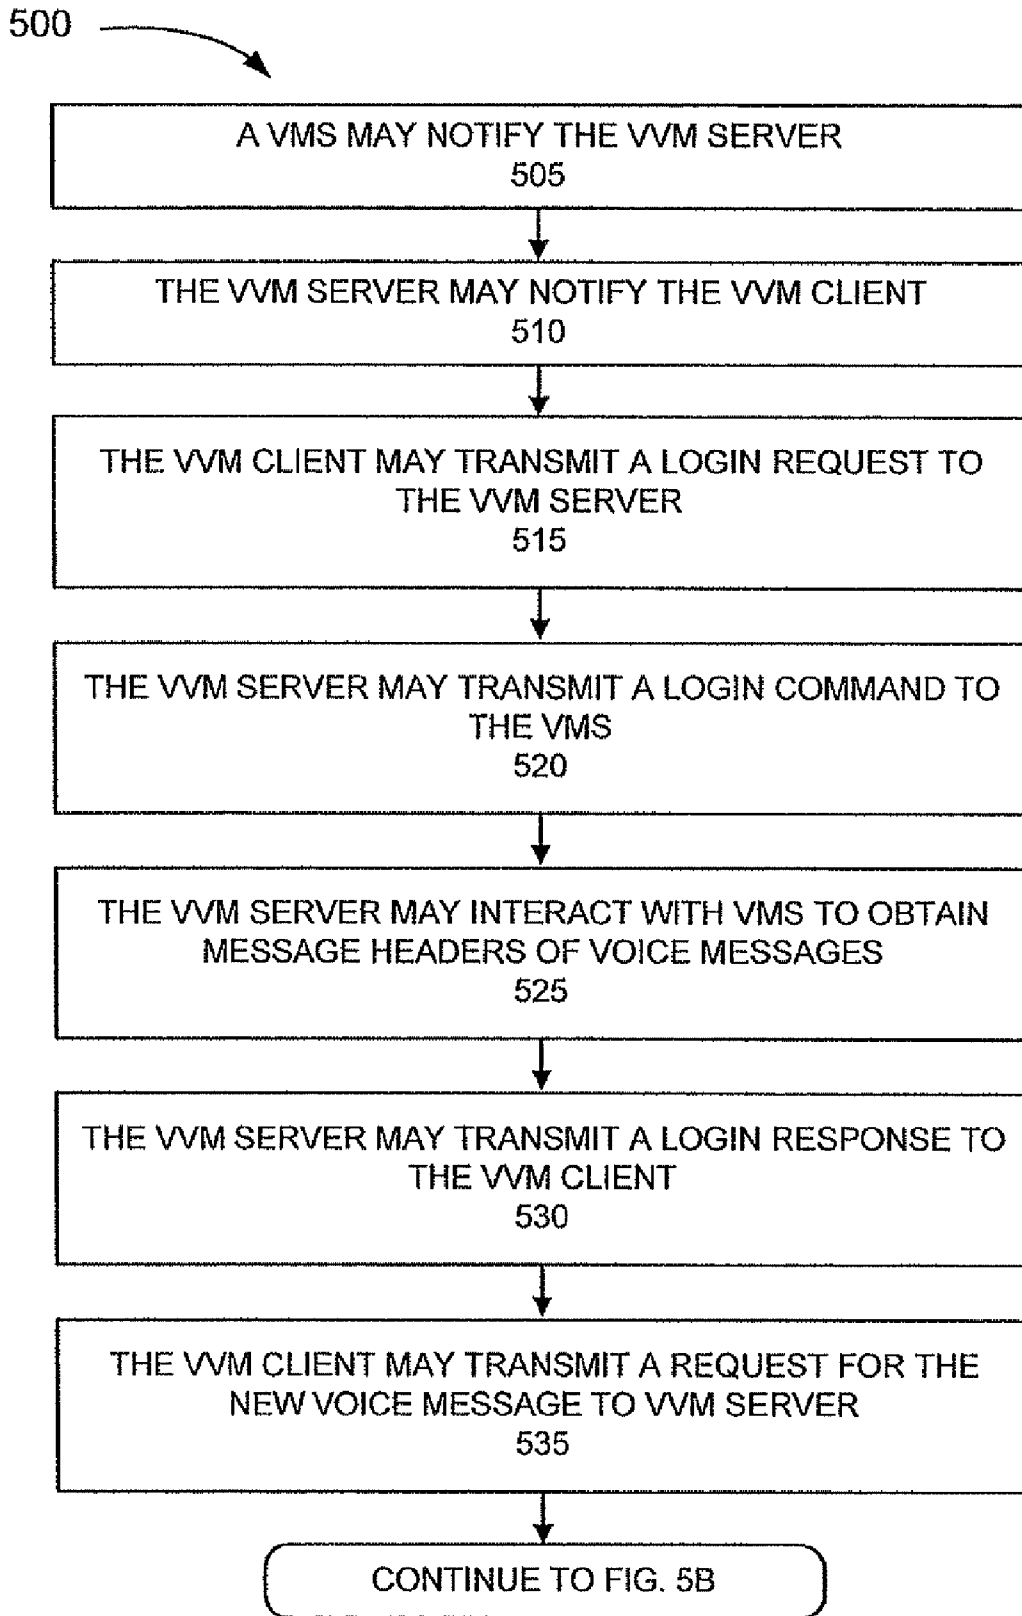 500
A VMS MAY NOTIFY THE VVM SERVER
505
THE VVM SERVER MAY NOTIFY THE VVM CLIENT
510
THE VVM CLIENT MAY TRANSMIT A LOGIN REQUEST TO
THE VVM SERVER
515
THE VVM SERVER MAY TRANSMIT A LOGIN COMMAND TO
THE VMS
520
THE VVM SERVER MAY INTERACT WITH VMS TO OBTAIN
MESSAGE HEADERS OF VOICE MESSAGES
525
THE VVM SERVER MAY TRANSMIT A LOGIN RESPONSE TO
THE VVM CLIENT
530
THE VVM CLIENT MAY TRANSMIT A REQUEST FOR THE
NEW VOICE MESSAGE TO VVM SERVER
535
CONTINUE TO FIG. 5B